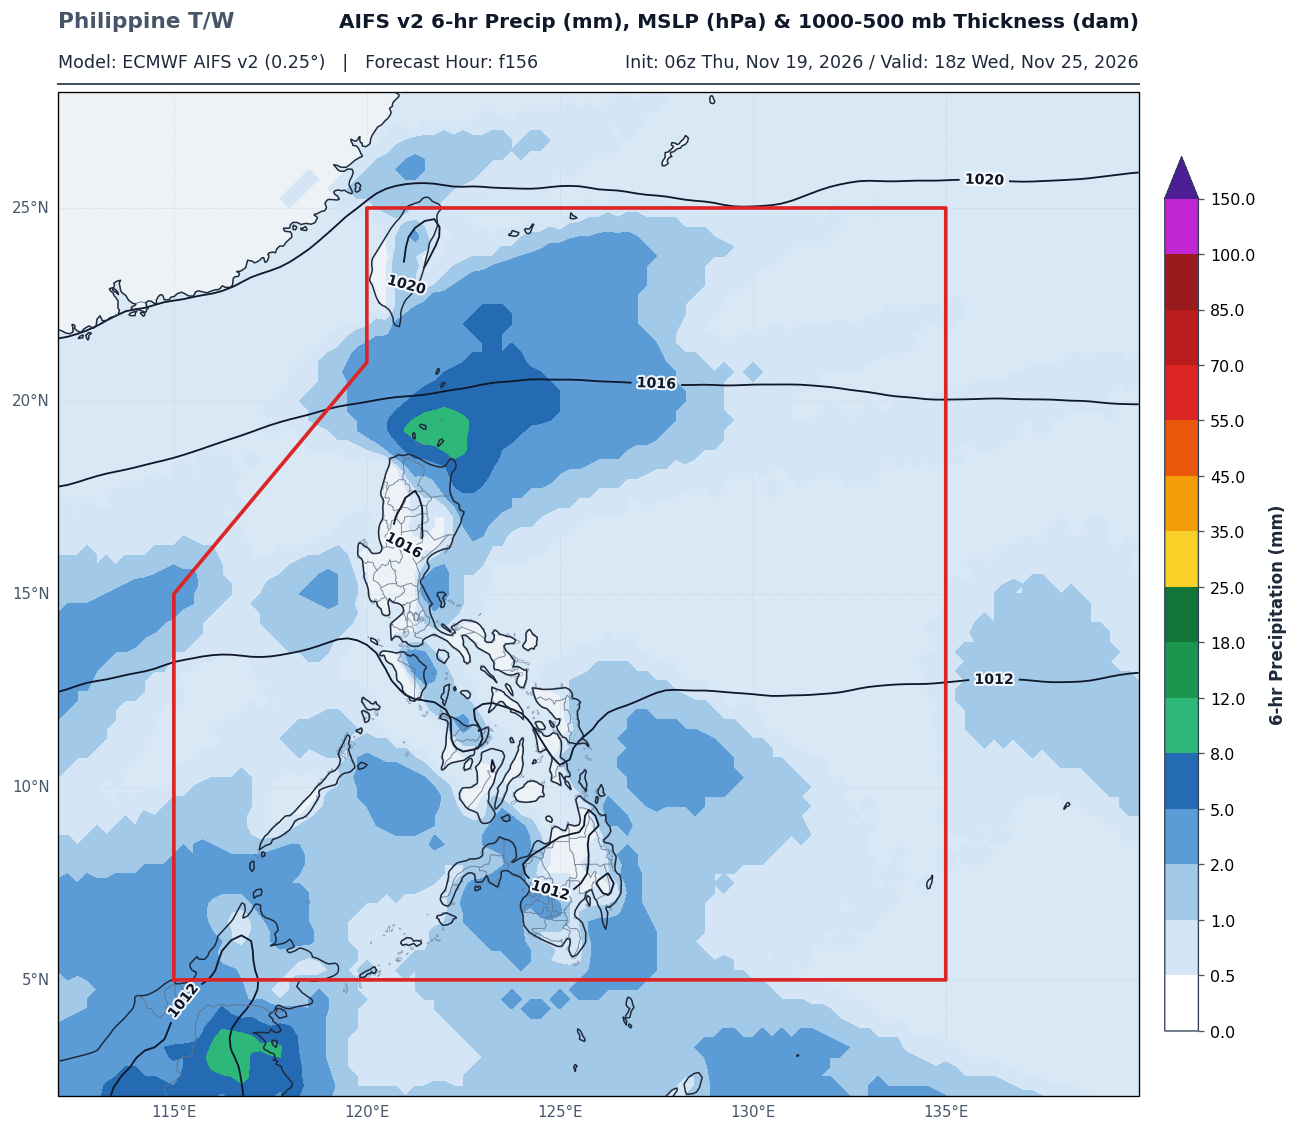 Philippine T/W
AIFS v2 6-hr Precip (mm), MSLP (hPa) & 1000-500 mb Thickness (dam)
Model: ECMWF AIFS v2 (0.25°) | Forecast Hour: f156
Init: 06z Thu, Nov 19, 2026 / Valid: 18z Wed, Nov 25, 2026
25°N
20°N
15°N
10°N
5°N
115°E
120°E
125°E
130°E
135°E
1020
1020
1016
1016
1012
1012
1012
150.0
100.0
85.0
70.0
55.0
45.0
35.0
25.0
18.0
12.0
8.0
5.0
2.0
1.0
0.5
0.0
6-hr Precipitation (mm)